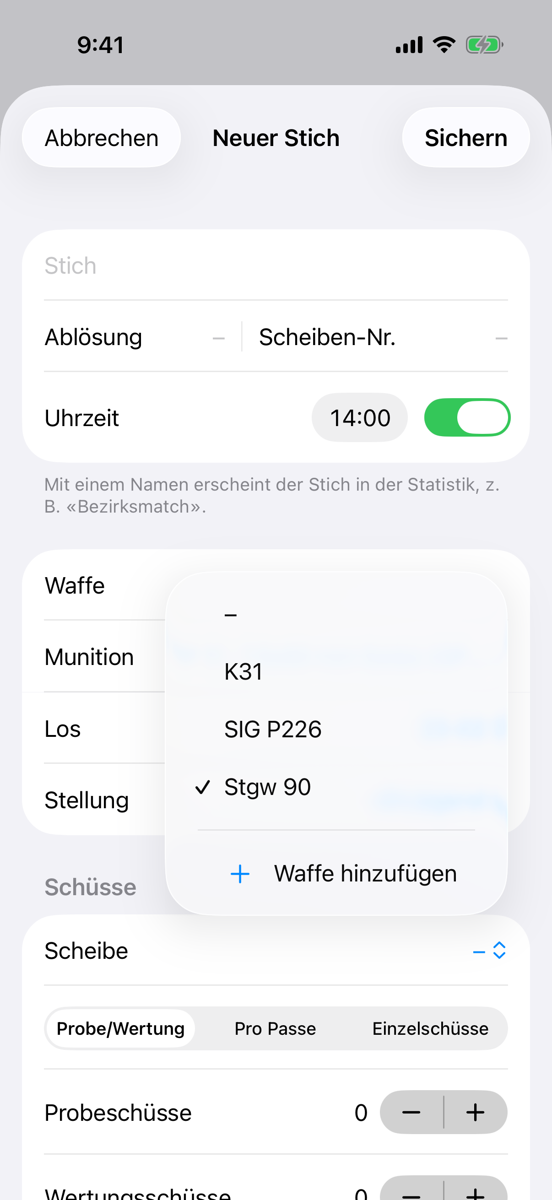 9:41
Abbrechen
Neuer Stich
Sichern
Stich
Ablösung –
Scheiben-Nr. –
Uhrzeit 14:00
Mit einem Namen erscheint der Stich in der Statistik, z.
B. «Bezirksmatch».
Waffe
–
Munition
K31
Los
SIG P226
Stellung
✓ Stgw 90
+ Waffe hinzufügen
Schüsse
Scheibe –
Probe/Wertung Pro Passe Einzelschüsse
Probeschüsse 0 − +
Wertungsschüsse 0 − +